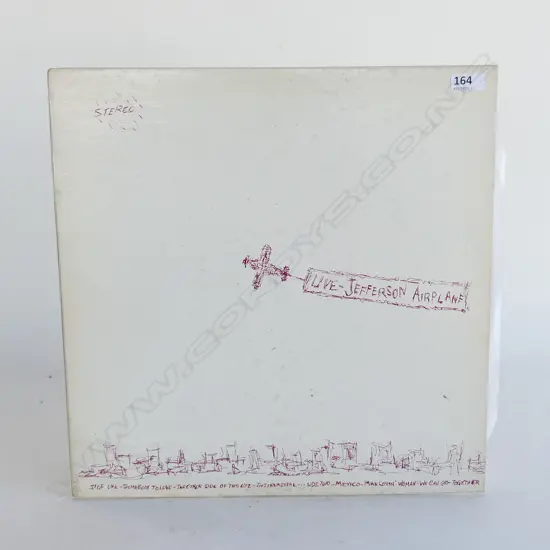 164
STEREO
LIVE - JEFFERSON AIRPLANE
WWW.CORDYS.CO.NZ
SIDE ONE - SOMEBODY TO LOVE - THE OTHER SIDE OF THIS LIFE - INSTRUMENTAL ... SIDE TWO - MEXICO - MAN LOVIN' WOMAN - WE CAN BE - TOGETHER